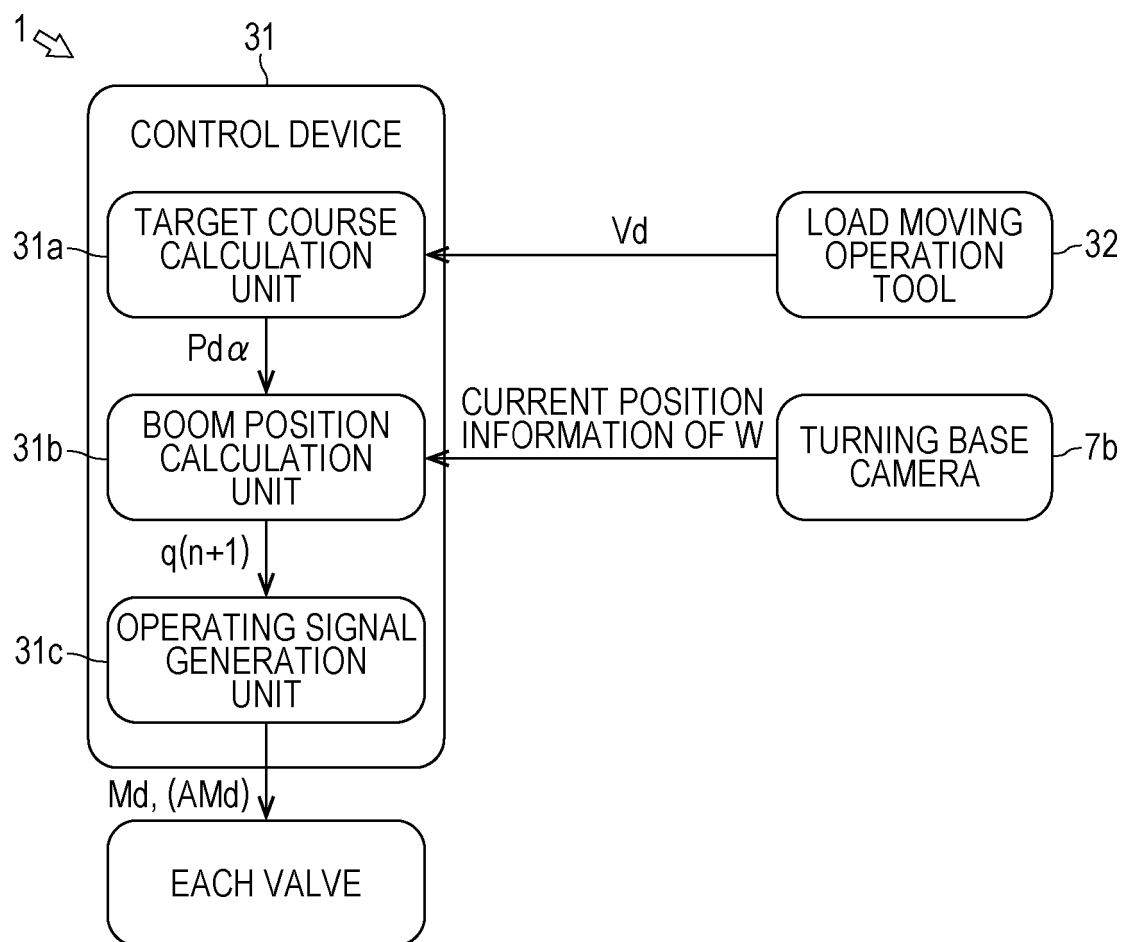 1
31
CONTROL DEVICE
31a
TARGET COURSE
CALCULATION
UNIT
Vd
LOAD MOVING
OPERATION
TOOL
32
Pdα
31b
BOOM POSITION
CALCULATION
UNIT
CURRENT POSITION
INFORMATION OF W
TURNING BASE
CAMERA
7b
q(n+1)
31c
OPERATING SIGNAL
GENERATION
UNIT
Md, (AMd)
EACH VALVE